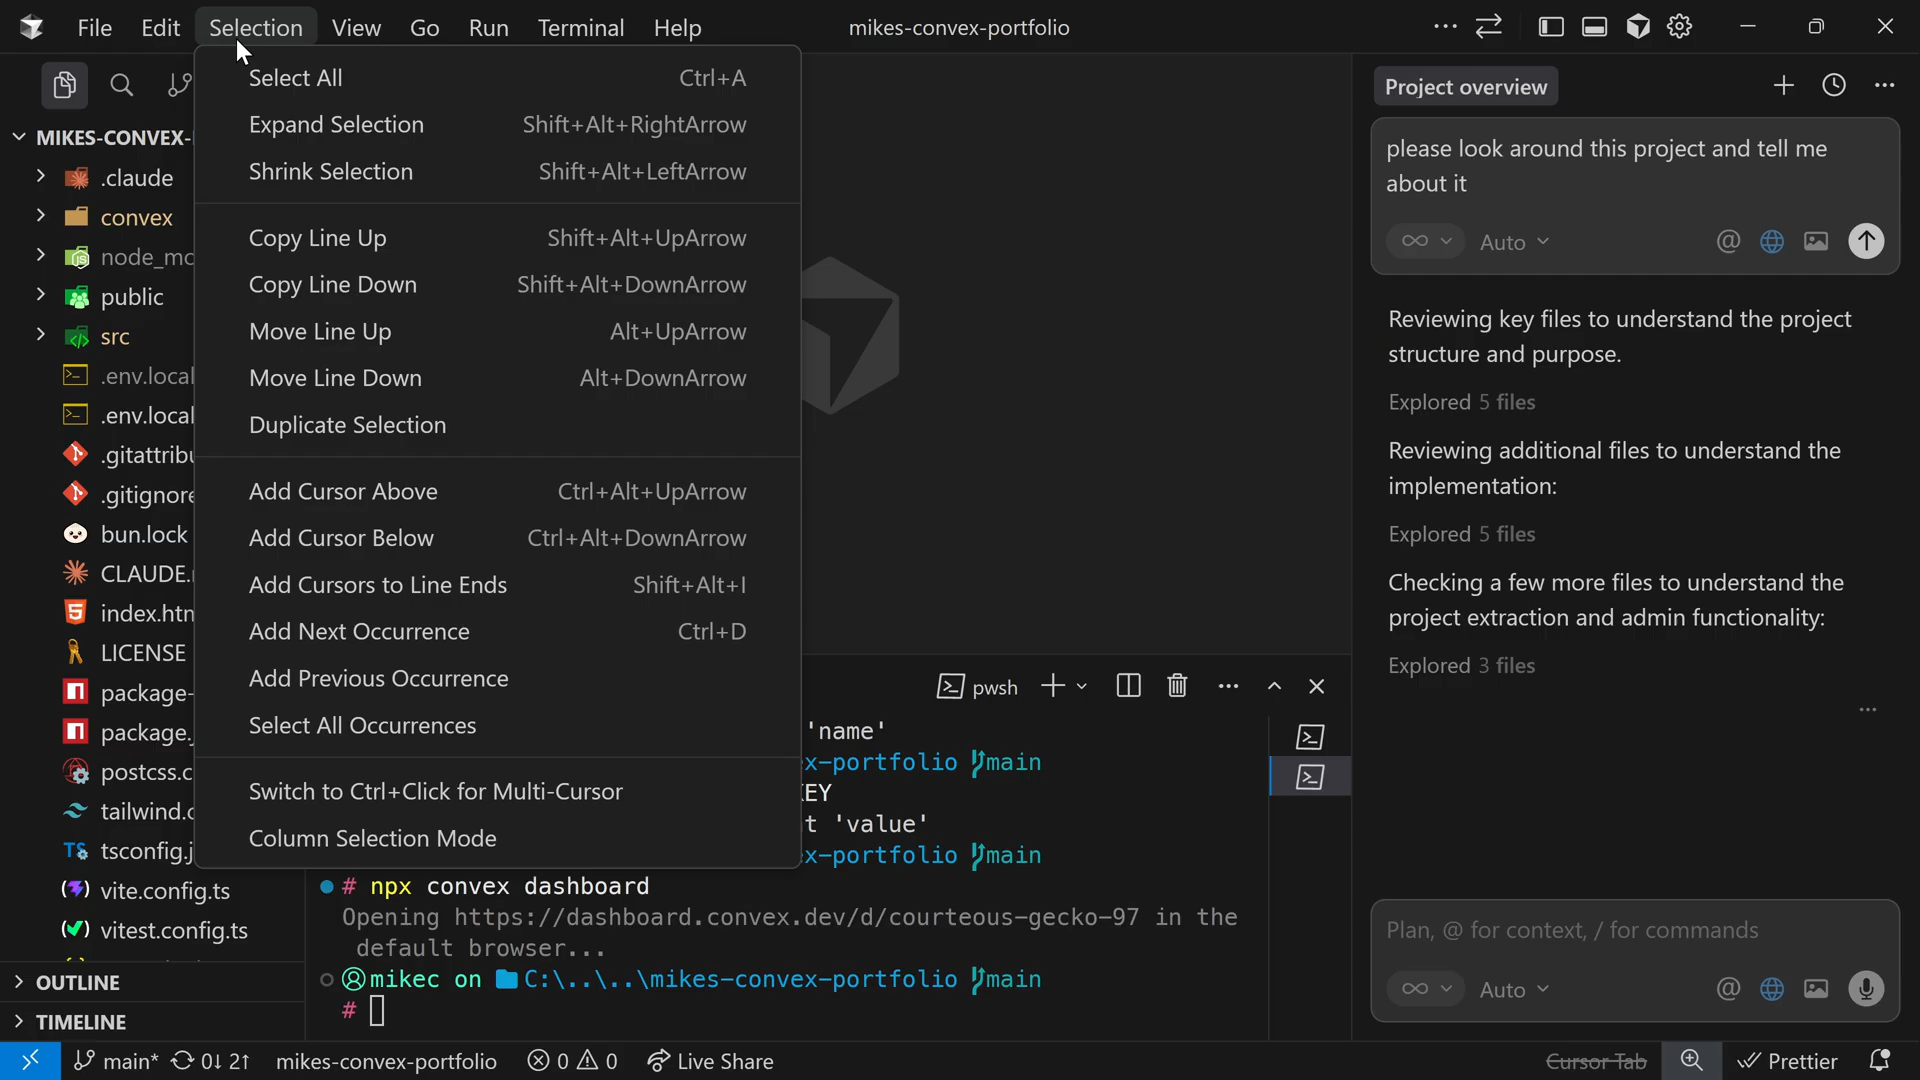 File Edit Selection View Go Run Terminal Help mikes-convex-portfolio
Select All Ctrl+A
Expand Selection Shift+Alt+RightArrow
Shrink Selection Shift+Alt+LeftArrow
Copy Line Up Shift+Alt+UpArrow
Copy Line Down Shift+Alt+DownArrow
Move Line Up Alt+UpArrow
Move Line Down Alt+DownArrow
Duplicate Selection
Add Cursor Above Ctrl+Alt+UpArrow
Add Cursor Below Ctrl+Alt+DownArrow
Add Cursors to Line Ends Shift+Alt+I
Add Next Occurrence Ctrl+D
Add Previous Occurrence
Select All Occurrences
Switch to Ctrl+Click for Multi-Cursor
Column Selection Mode
MIKES-CONVEX-
.claude
convex
node_mo
public
src
.env.local
.env.local
.gitattribu
.gitignore
bun.lock
CLAUDE.
index.htm
LICENSE
package-
package.
postcss.c
tailwind.c
tsconfig.j
vite.config.ts
vitest.config.ts
OUTLINE
TIMELINE
pwsh
'name'
x-portfolio main
KEY
t 'value'
x-portfolio main
# npx convex dashboard
Opening https://dashboard.convex.dev/d/courteous-gecko-97 in the
default browser...
mikec on C:\..\..\mikes-convex-portfolio main
#
Project overview
please look around this project and tell me
about it
∞ Auto @
Reviewing key files to understand the project
structure and purpose.
Explored 5 files
Reviewing additional files to understand the
implementation:
Explored 5 files
Checking a few more files to understand the
project extraction and admin functionality:
Explored 3 files
...
Plan, @ for context, / for commands
∞ Auto @
main* 0↓ 2↑ mikes-convex-portfolio 0 0 Live Share Cursor Tab Prettier